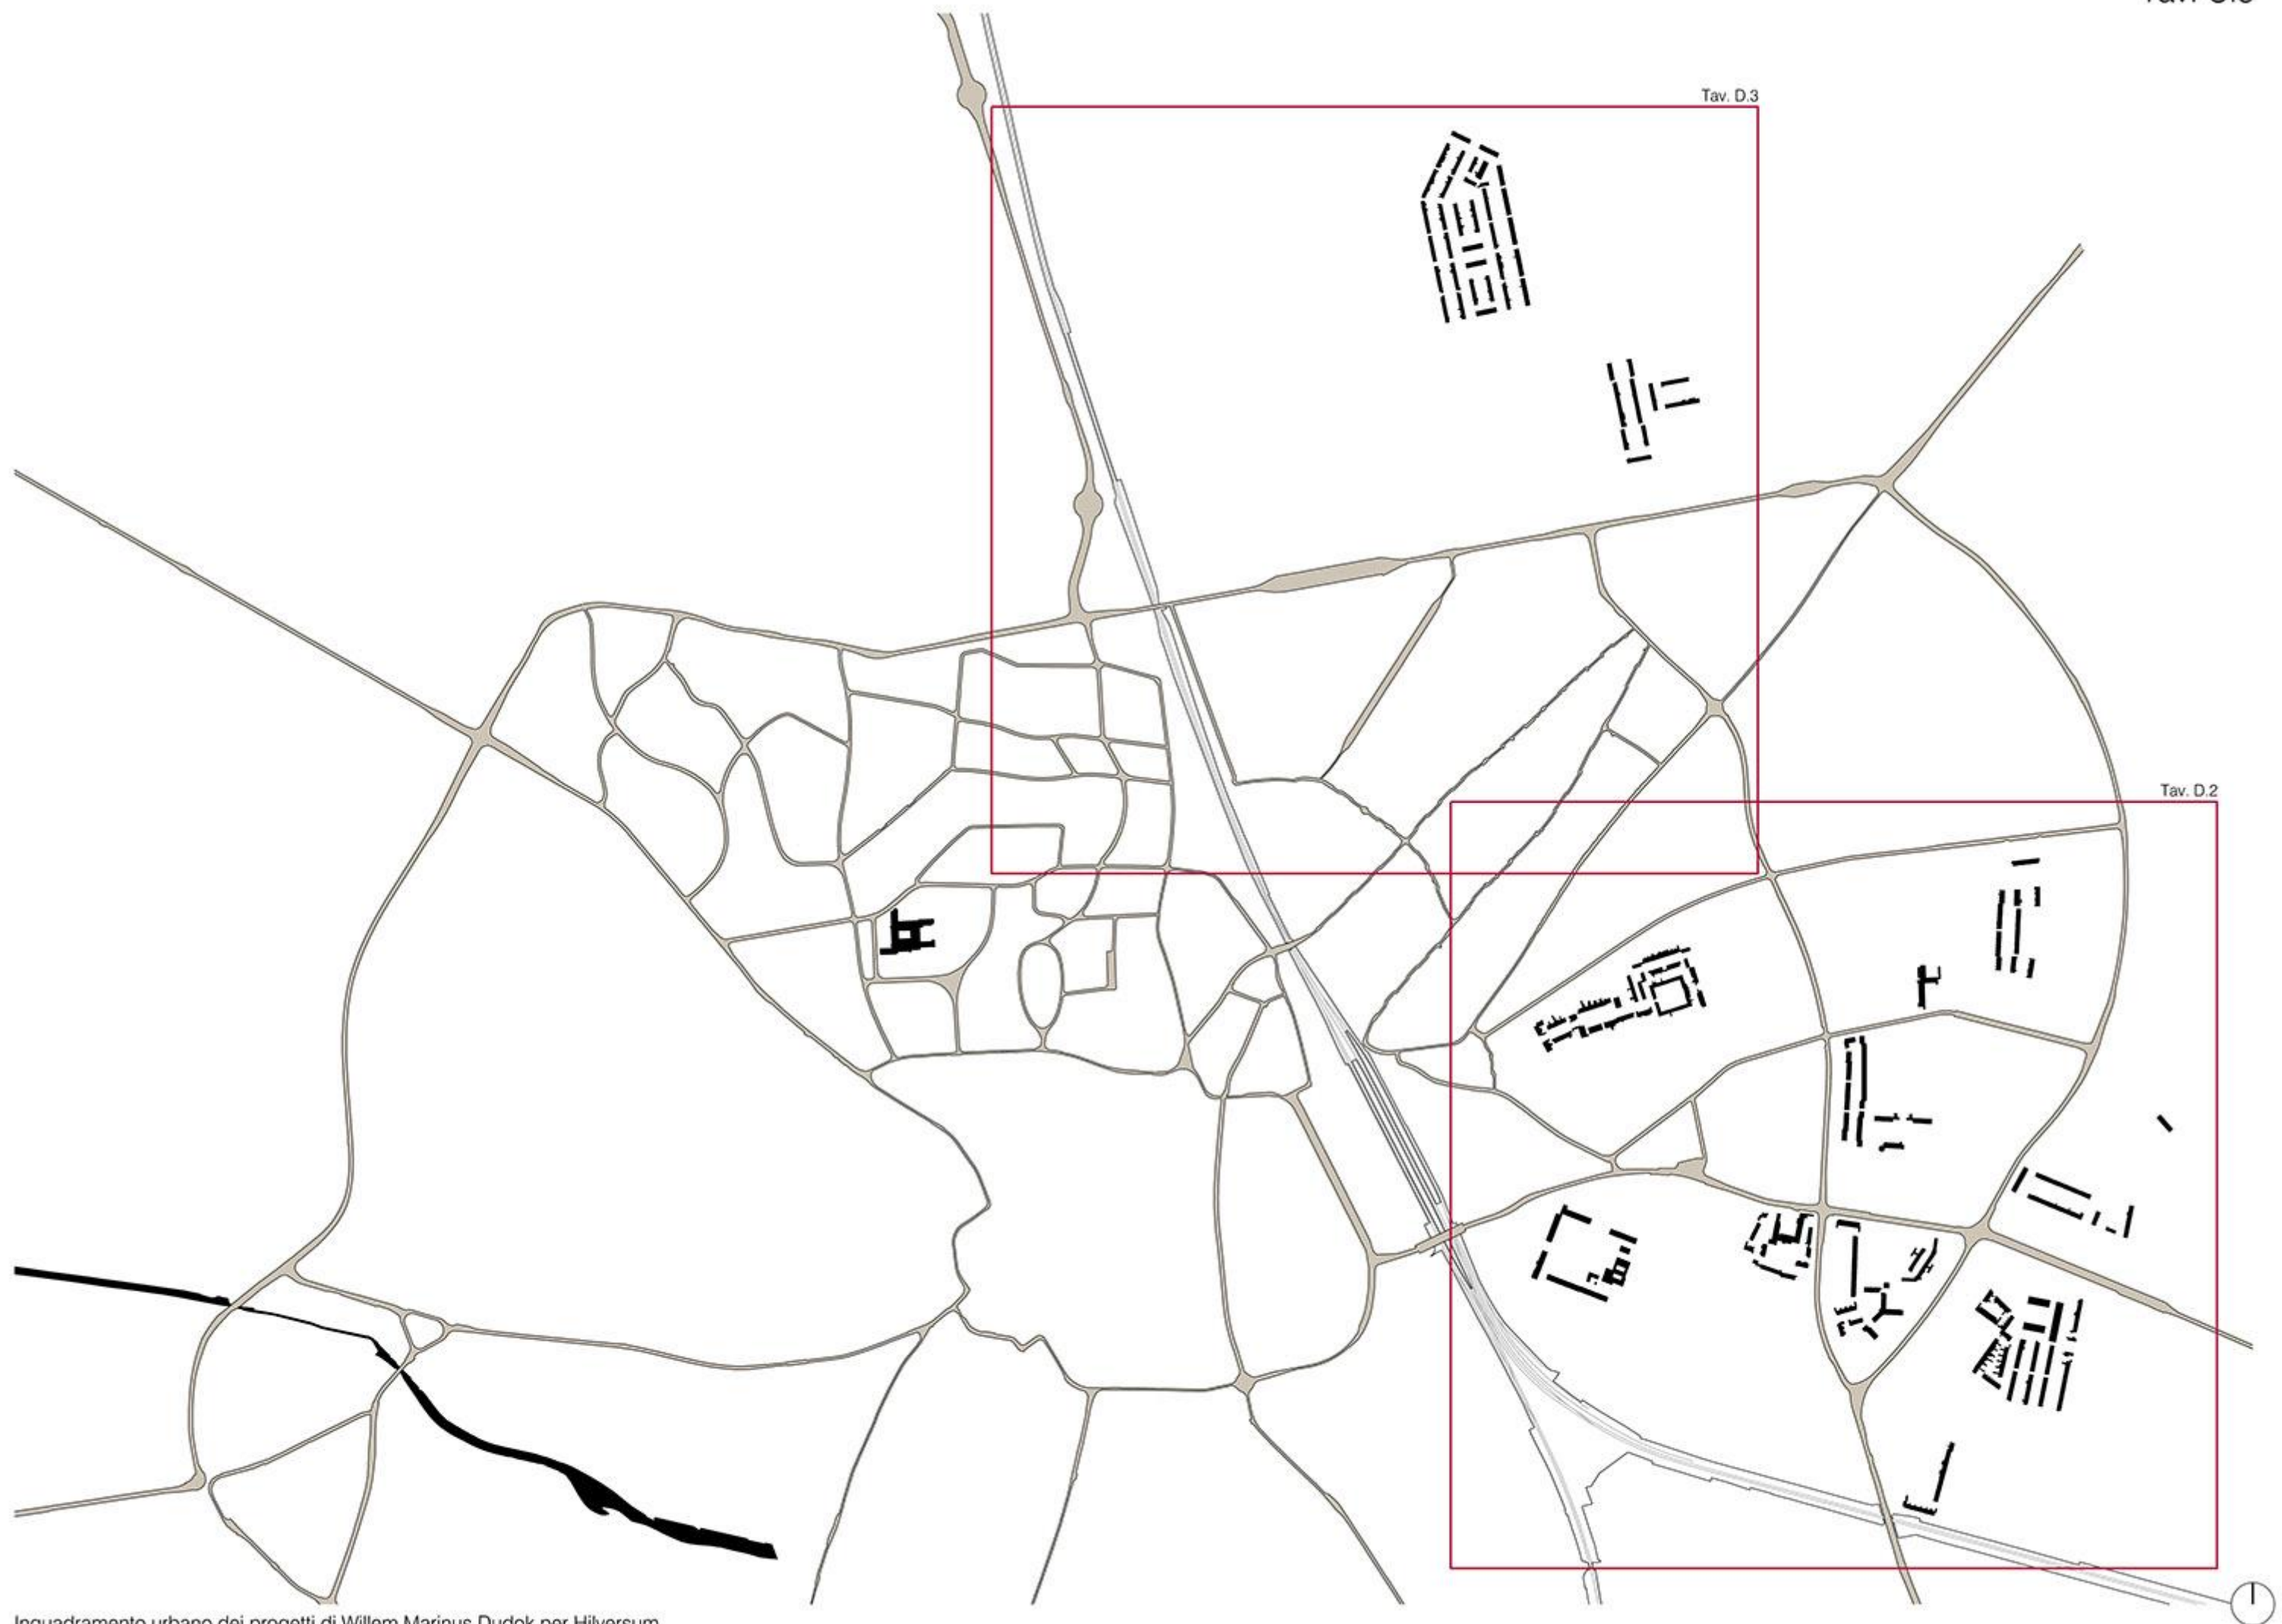 Tav. D.3
Tav. D.2
Inquadramento urbano dei progetti di Willem Marinus Dudok per Hilversum